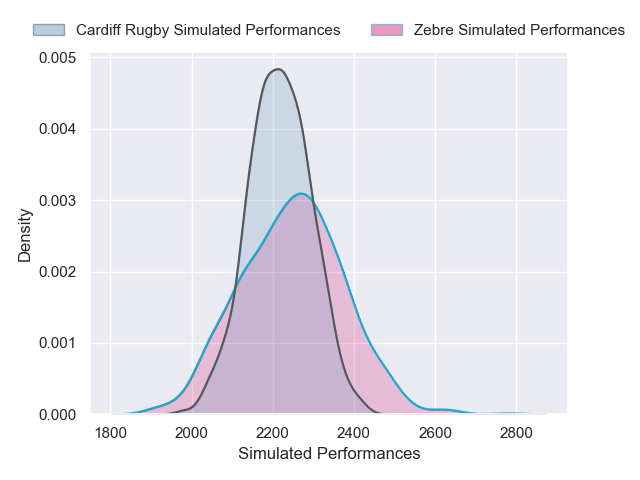 Cardiff Rugby Simulated Performances Zebre Simulated Performances
0.005
0.004
0.003
0.002
0.001
0.000
Density
1800 2000 2200 2400 2600 2800
Simulated Performances